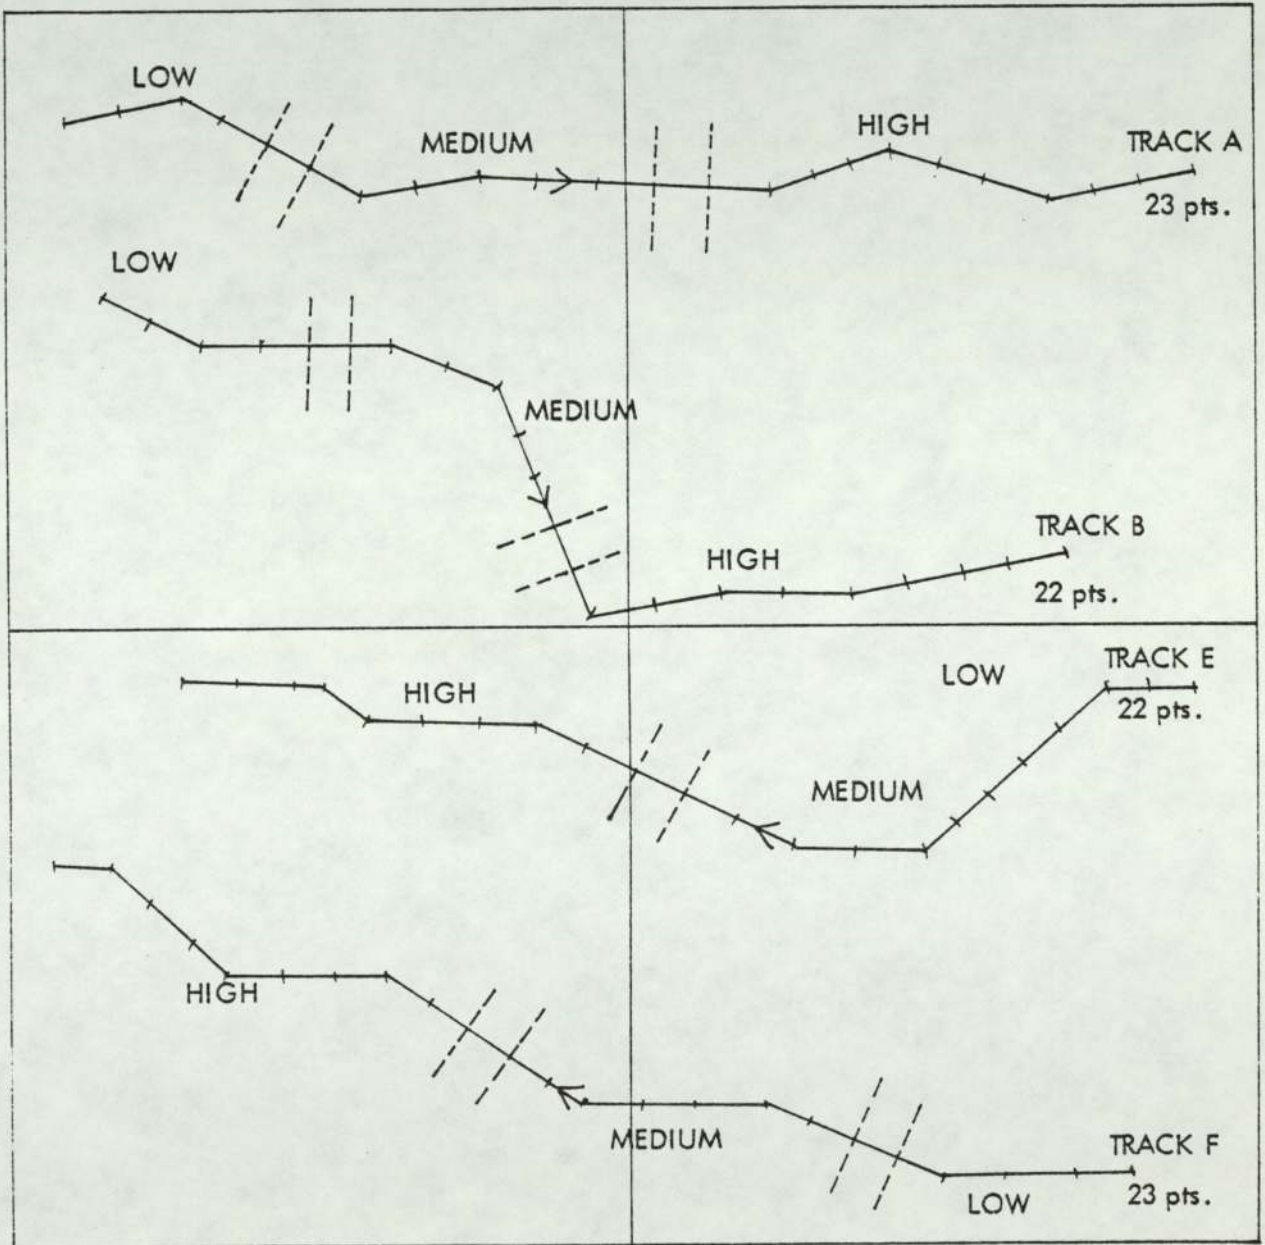 LOW
MEDIUM
HIGH
TRACK A
23 pts.
LOW
MEDIUM
HIGH
TRACK B
22 pts.
HIGH
LOW
TRACK E
22 pts.
MEDIUM
HIGH
MEDIUM
TRACK F
23 pts.
LOW